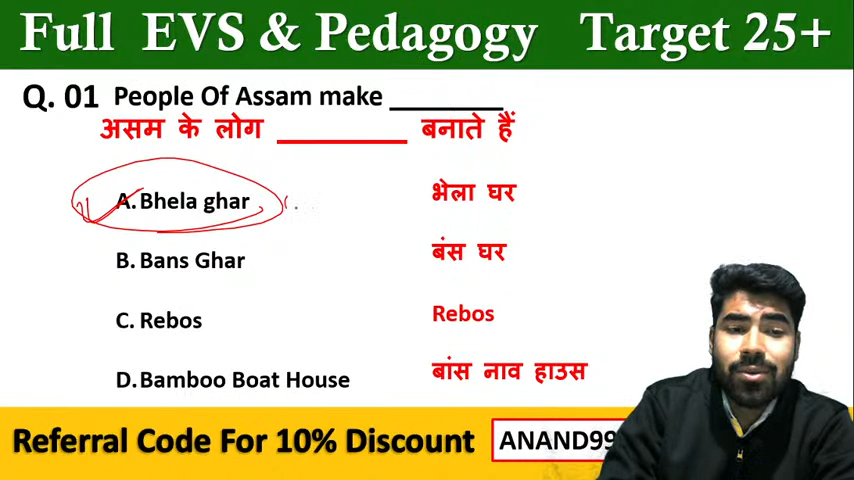 Full EVS & Pedagogy Target 25+
Q. 01 People Of Assam make ________
असम के लोग ________ बनाते हैं
A. Bhela ghar भेला घर
B. Bans Ghar बंस घर
C. Rebos Rebos
D. Bamboo Boat House बांस नाव हाउस
Referral Code For 10% Discount ANAND99